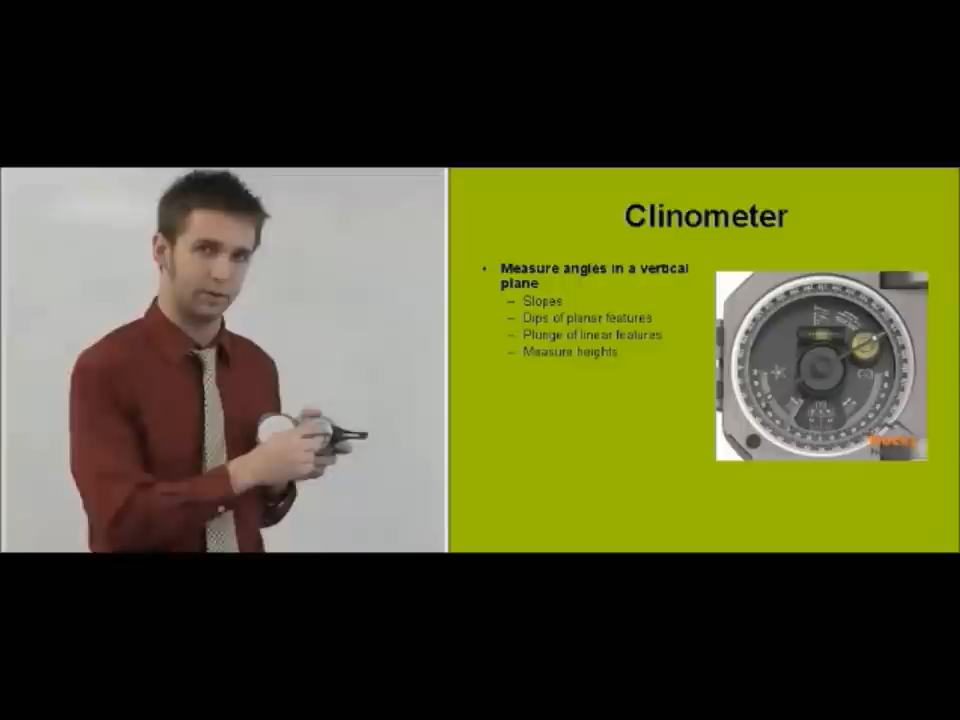 Clinometer
• Measure angles in a vertical
plane
– Slopes
– Dips of planar features
– Plunge of linear features
– Measure heights